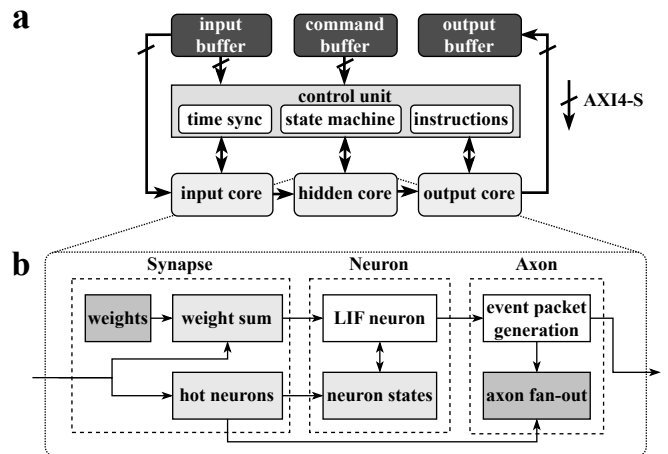 a
input
buffer
command
buffer
output
buffer
control unit
time sync
state machine
instructions
AXI4-S
input core
hidden core
output core
b
Synapse
Neuron
Axon
weights
weight sum
LIF neuron
event packet
generation
hot neurons
neuron states
axon fan-out